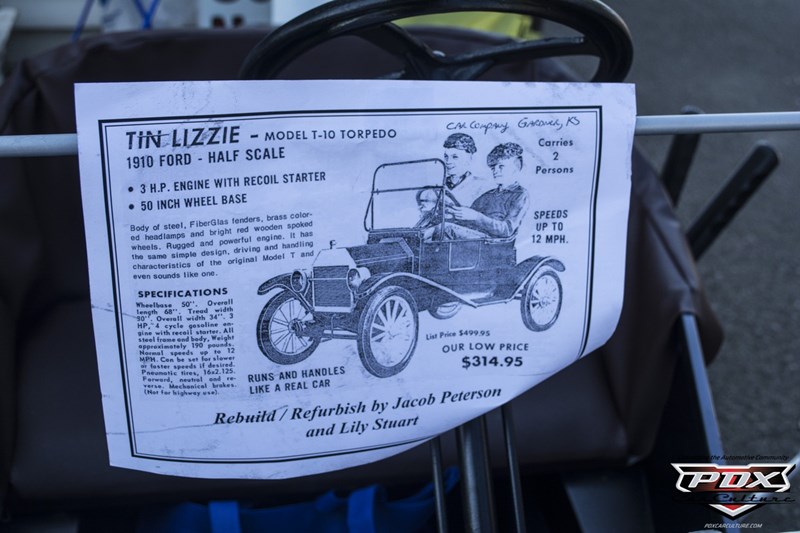 TIN LIZZIE - MODEL T-10 TORPEDO
1910 FORD - HALF SCALE
• 3 H.P. ENGINE WITH RECOIL STARTER
• 50 INCH WHEEL BASE
Body of steel, FiberGlas fenders, brass color-
ed headlamps and bright red wooden spoked
wheels. Rugged and powerful engine. It has
the same simple design, driving and handling
characteristics of the original Model T and
even sounds like one.
SPECIFICATIONS
Wheelbase 50". Overall
length 68". Tread width
30". Overall width 34". 3
HP, 4 cycle gasoline en-
gine with recoil starter. All
steel frame and body, Weight
approximately 190 pounds.
Normal speeds up to 12
MPH. Can be set for slower
or faster speeds if desired.
Pneumatic tires, 16x2.125.
Forward, neutral and re-
verse. Mechanical brakes.
(Not for highway use).
CAR COMPANY GARDNER, KS
Carries
2
Persons
SPEEDS
UP TO
12 MPH.
List Price $499.95
OUR LOW PRICE
$314.95
RUNS AND HANDLES
LIKE A REAL CAR
Rebuild / Refurbish by Jacob Peterson
and Lily Stuart
the Automotive Community
PDX
Car Culture
PDXCARCULTURE.COM